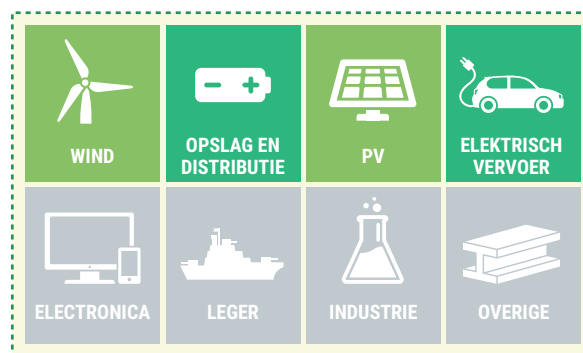 WIND
OPSLAG EN
DISTRIBUTIE
PV
ELEKTRISCH
VERVOER
ELECTRONICA
LEGER
INDUSTRIE
OVERIGE